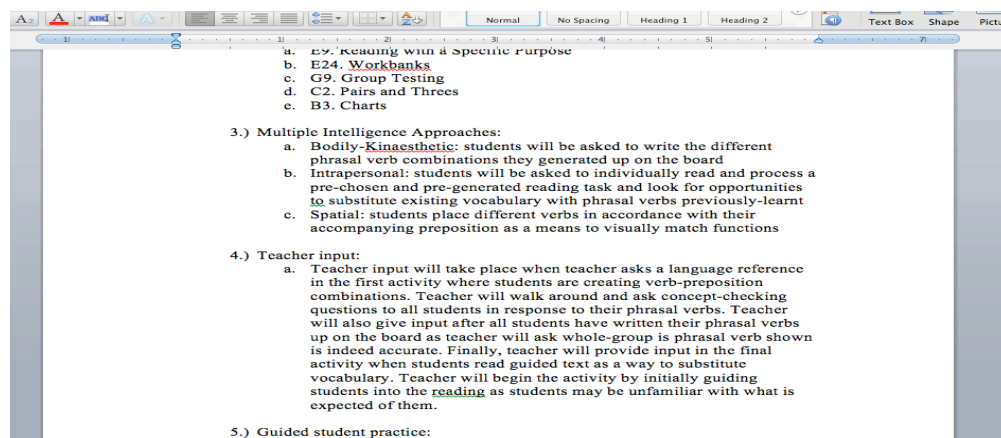 A₂ A ABC A Normal No Spacing Heading 1 Heading 2 Text Box Shape Pictu
1 1 2 3 4 5 7
a. E9. Reading with a Specific Purpose
b. E24. Workbanks
c. G9. Group Testing
d. C2. Pairs and Threes
e. B3. Charts
3.) Multiple Intelligence Approaches:
a. Bodily-Kinaesthetic: students will be asked to write the different
phrasal verb combinations they generated up on the board
b. Intrapersonal: students will be asked to individually read and process a
pre-chosen and pre-generated reading task and look for opportunities
to substitute existing vocabulary with phrasal verbs previously-learnt
c. Spatial: students place different verbs in accordance with their
accompanying preposition as a means to visually match functions
4.) Teacher input:
a. Teacher input will take place when teacher asks a language reference
in the first activity where students are creating verb-preposition
combinations. Teacher will walk around and ask concept-checking
questions to all students in response to their phrasal verbs. Teacher
will also give input after all students have written their phrasal verbs
up on the board as teacher will ask whole-group is phrasal verb shown
is indeed accurate. Finally, teacher will provide input in the final
activity when students read guided text as a way to substitute
vocabulary. Teacher will begin the activity by initially guiding
students into the reading as students may be unfamiliar with what is
expected of them.
5.) Guided student practice: